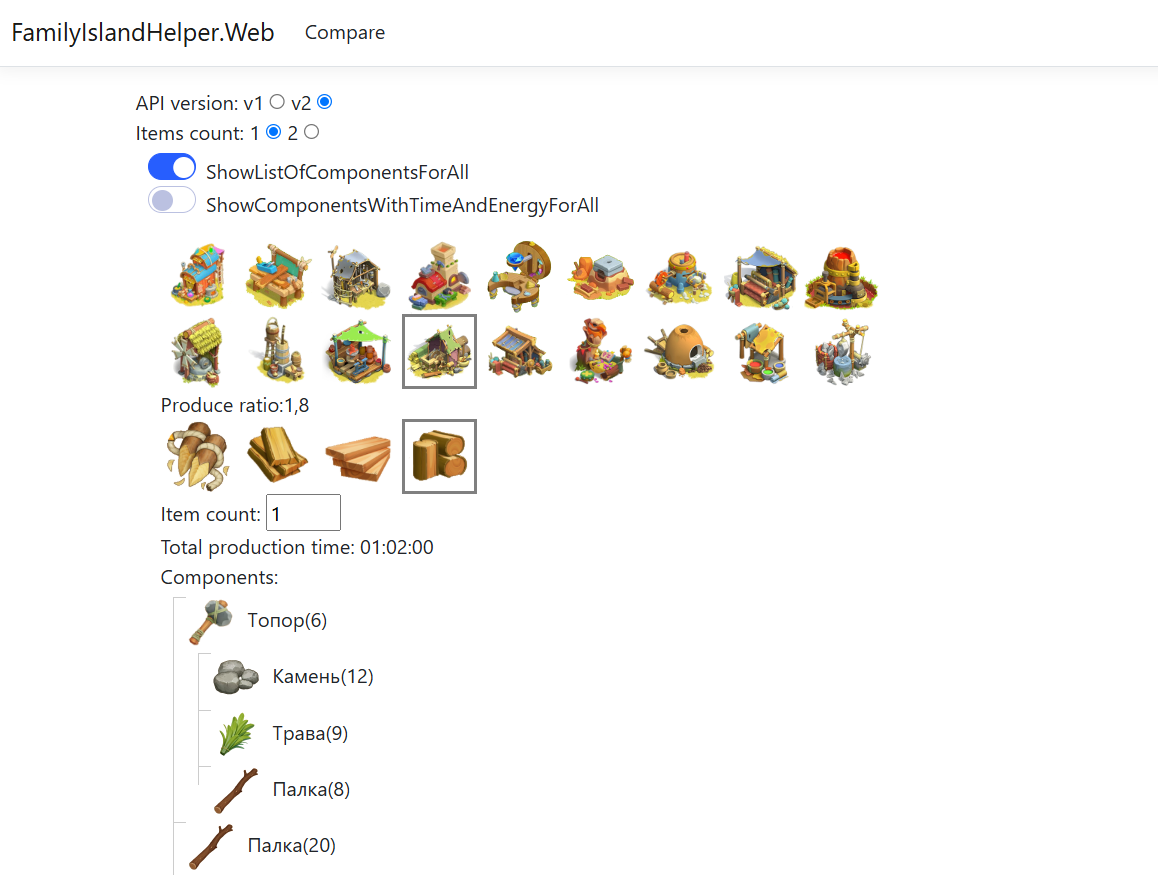 FamilyIslandHelper.Web Compare
API version: v1 v2
Items count: 1 2
ShowListOfComponentsForAll
ShowComponentsWithTimeAndEnergyForAll
Produce ratio:1,8
Item count: 1
Total production time: 01:02:00
Components:
Топор(6)
Камень(12)
Трава(9)
Палка(8)
Палка(20)